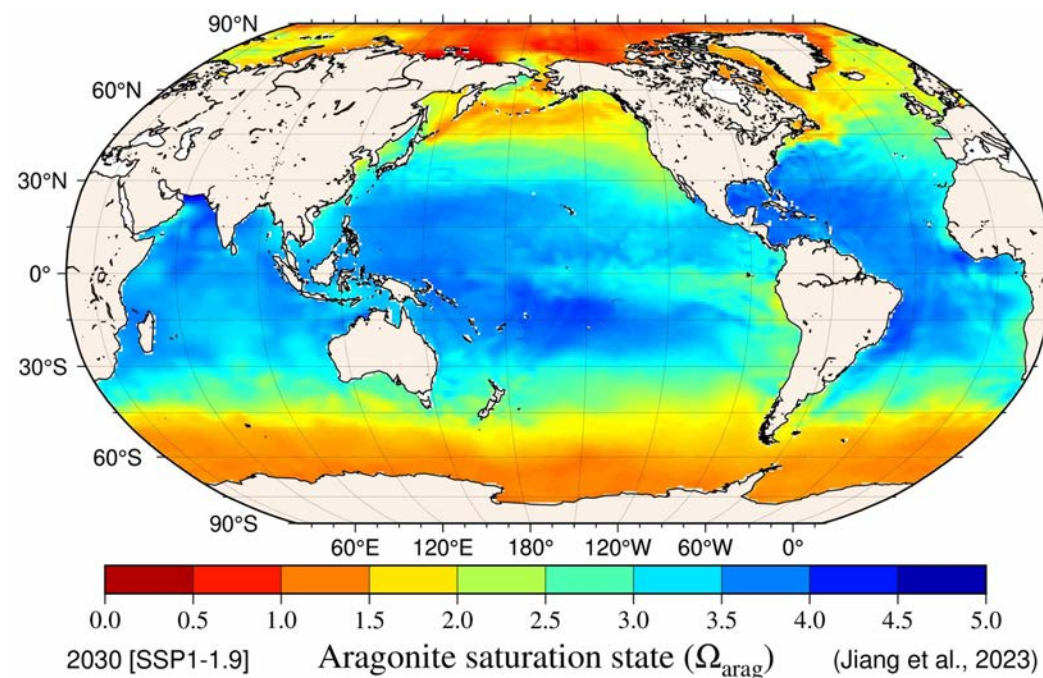 90°N
60°N
30°N
0°
30°S
60°S
90°S
60°E 120°E 180° 120°W 60°W 0°
0.0 0.5 1.0 1.5 2.0 2.5 3.0 3.5 4.0 4.5 5.0
2030 [SSP1-1.9] Aragonite saturation state (Ωarag) (Jiang et al., 2023)